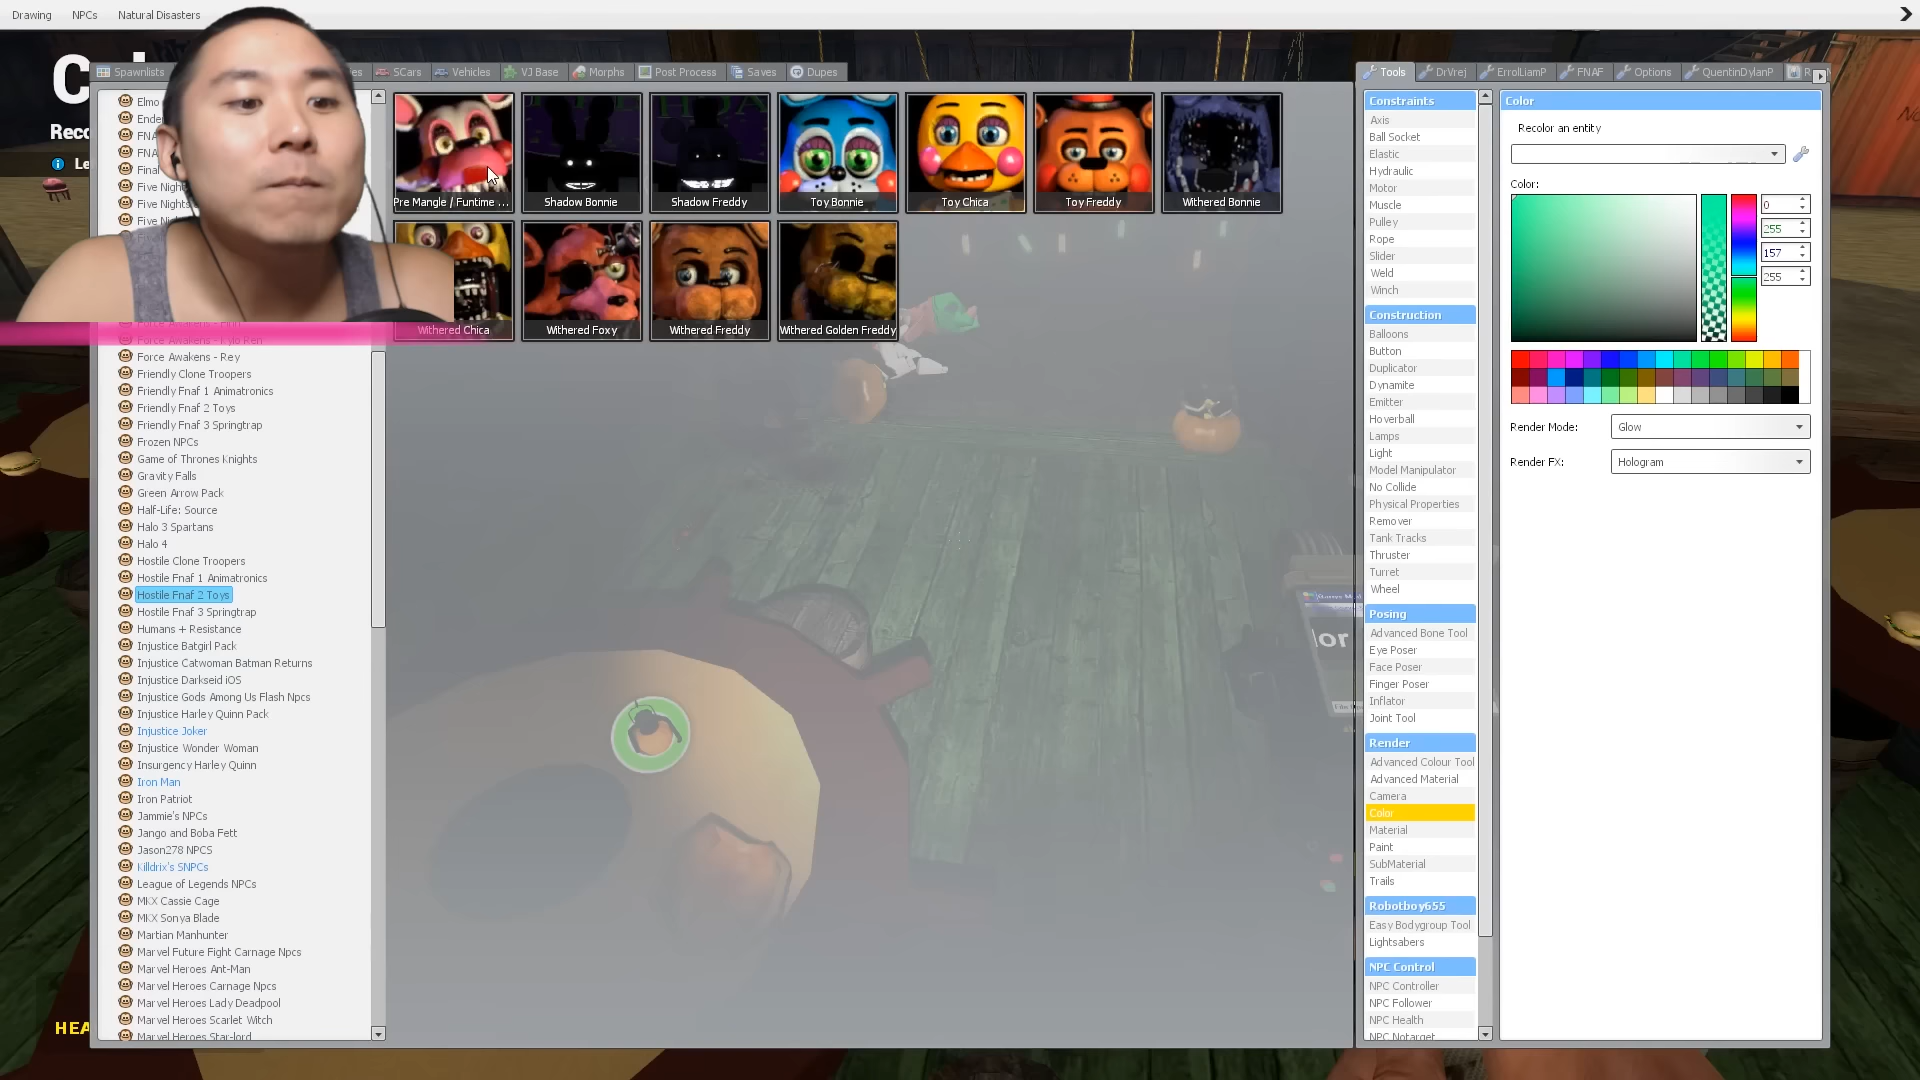 Drawing NPCs Natural Disasters
Spawnlists SCars Vehicles VJ Base Morphs Post Process Saves Dupes
Elmo
Force Awakens - Rey
Friendly Clone Troopers
Friendly Fnaf 1 Animatronics
Friendly Fnaf 2 Toys
Friendly Fnaf 3 Springtrap
Frozen NPCs
Game of Thrones Knights
Gravity Falls
Green Arrow Pack
Half-Life: Source
Halo 3 Spartans
Halo 4
Hostile Clone Troopers
Hostile Fnaf 1 Animatronics
Hostile Fnaf 2 Toys
Hostile Fnaf 3 Springtrap
Humans + Resistance
Injustice Batgirl Pack
Injustice Catwoman Batman Returns
Injustice Darkseid iOS
Injustice Gods Among Us Flash Npcs
Injustice Harley Quinn Pack
Injustice Joker
Injustice Wonder Woman
Insurgency Harley Quinn
Iron Man
Iron Patriot
Jammie's NPCs
Jango and Boba Fett
Jason278 NPCS
Killdrix's SNPCs
League of Legends NPCs
MKX Cassie Cage
MKX Sonya Blade
Martian Manhunter
Marvel Future Fight Carnage Npcs
Marvel Heroes Ant-Man
Marvel Heroes Carnage Npcs
Marvel Heroes Lady Deadpool
Marvel Heroes Scarlet Witch
Marvel Heroes Star-lord
Pre Mangle / Funtime ...
Shadow Bonnie
Shadow Freddy
Toy Bonnie
Toy Chica
Toy Freddy
Withered Bonnie
Withered Chica
Withered Foxy
Withered Freddy
Withered Golden Freddy
Tools DrVrej ErrolLiamP FNAF Options QuentinDylanP
Constraints
Axis
Ball Socket
Elastic
Hydraulic
Motor
Muscle
Pulley
Rope
Slider
Weld
Winch
Construction
Balloons
Button
Duplicator
Dynamite
Emitter
Hoverball
Lamps
Light
Model Manipulator
No Collide
Physical Properties
Remover
Tank Tracks
Thruster
Turret
Wheel
Posing
Advanced Bone Tool
Eye Poser
Face Poser
Finger Poser
Inflator
Joint Tool
Render
Advanced Colour Tool
Advanced Material
Camera
Color
Material
Paint
SubMaterial
Trails
Robotboy655
Easy Bodygroup Tool
Lightsabers
NPC Control
NPC Controller
NPC Follower
NPC Health
NPC Notarget
Color
Recolor an entity
Color:
0
255
157
255
Render Mode: Glow
Render FX: Hologram